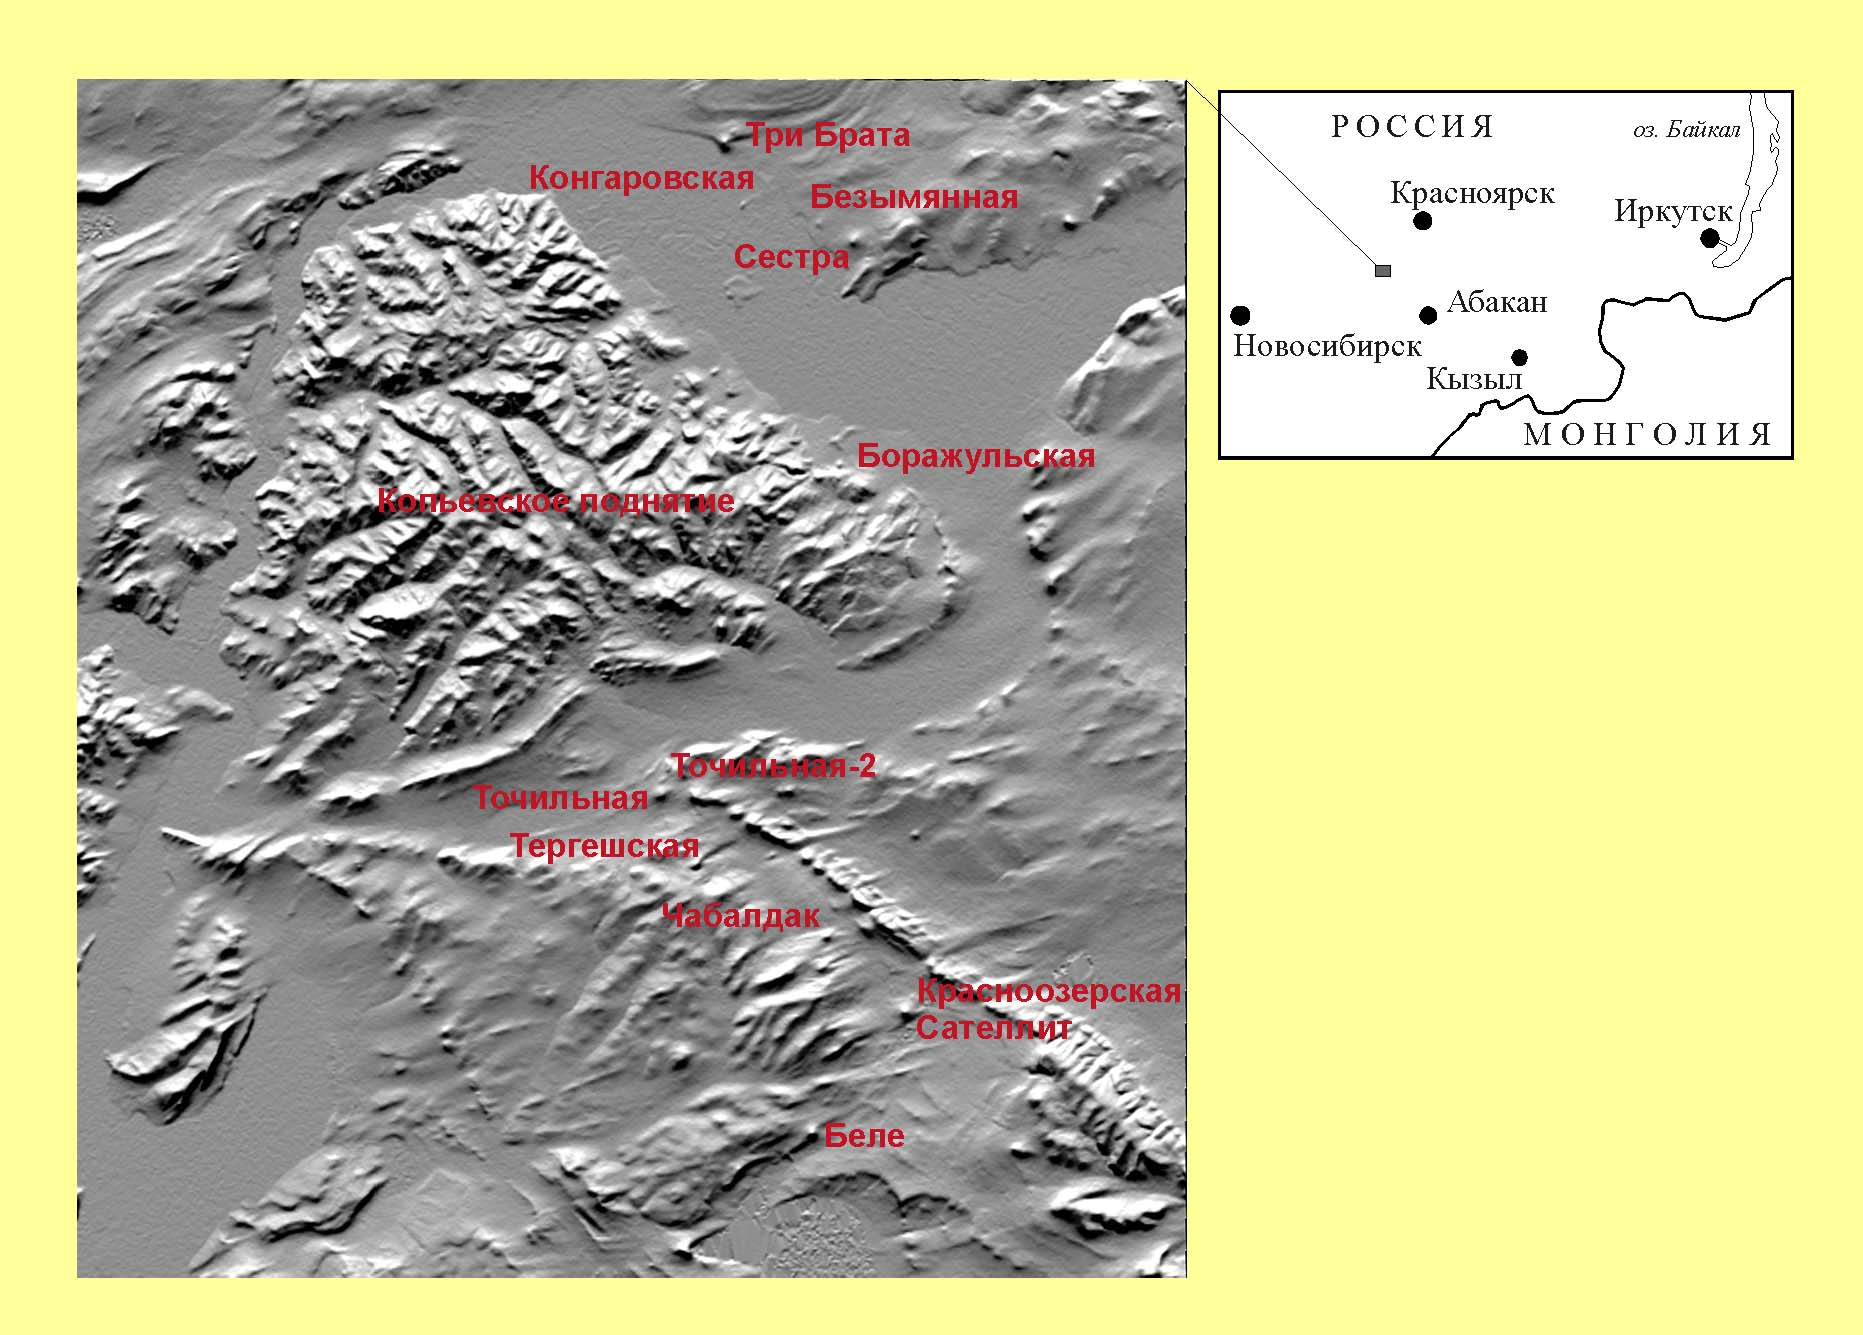 Три Брата
Конгаровская
Безымянная
Сестра
Боражульская
Копьевское поднятие
Точильная-2
Точильная
Тергешская
Чабалдак
Красноозерская
Сателлит
Беле
РОССИЯ
оз. Байкал
Красноярск
Иркутск
Абакан
Новосибирск
Кызыл
МОНГОЛИЯ